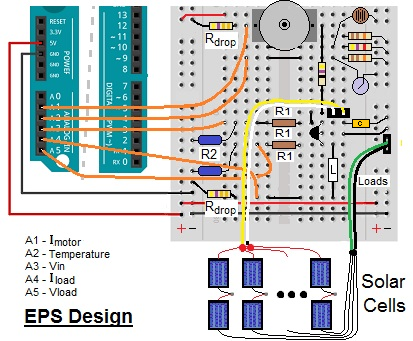 RESET
3.3V
5V
GND
GND
POWER
13
12
11
10
9
8
7
6
5
4
3
2
RX 0
DIGITAL (PWM~)
A0
A1
A2
A3
A4
A5
ANALOG IN
Rdrop
R1
R1
R1
R2
C
L
Rdrop
Loads
+ -
+ -
A1 - Imotor
A2 - Temperature
A3 - Vin
A4 - Iload
A5 - Vload
EPS Design
Solar
Cells